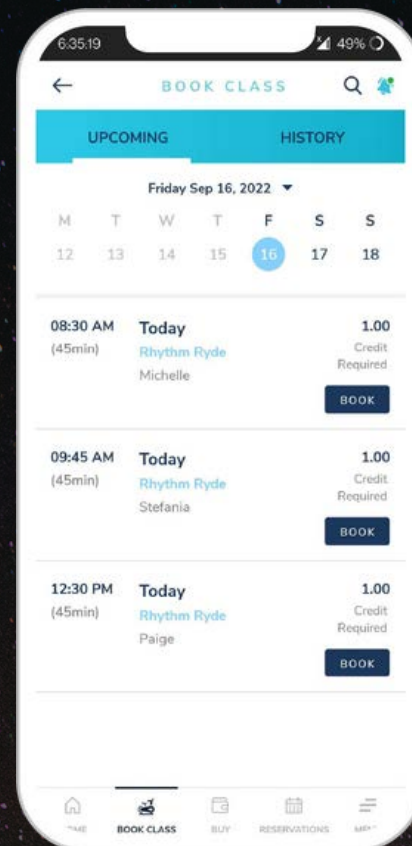 6:35:19 49%
BOOK CLASS
UPCOMING HISTORY
Friday Sep 16, 2022
M T W T F S S
12 13 14 15 16 17 18
08:30 AM Today 1.00
(45min) Rhythm Ryde Credit
Michelle Required
BOOK
09:45 AM Today 1.00
(45min) Rhythm Ryde Credit
Stefania Required
BOOK
12:30 PM Today 1.00
(45min) Rhythm Ryde Credit
Paige Required
BOOK
BOOK CLASS BUY RESERVATIONS